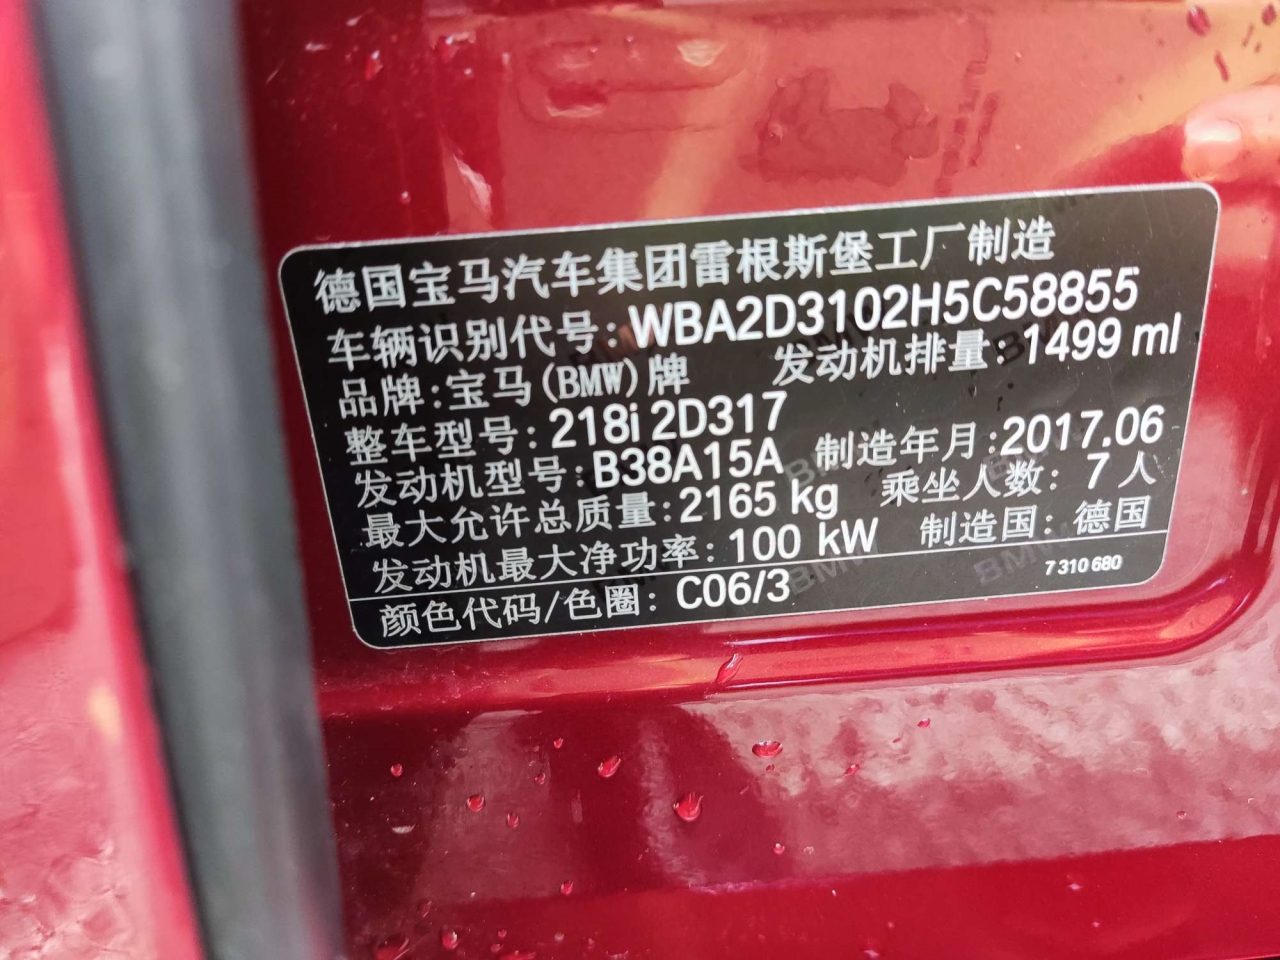 德国宝马汽车集团雷根斯堡工厂制造
车辆识别代号: WBA2D3102H5C58855
品牌:宝马(BMW)牌 发动机排量: 1499 ml
整车型号: 218i 2D317
发动机型号: B38A15A 制造年月:2017.06
最大允许总质量:2165 kg 乘坐人数: 7 人
发动机最大净功率: 100 kW 制造国: 德国
颜色代码/色圈: C06/3 7 310 680